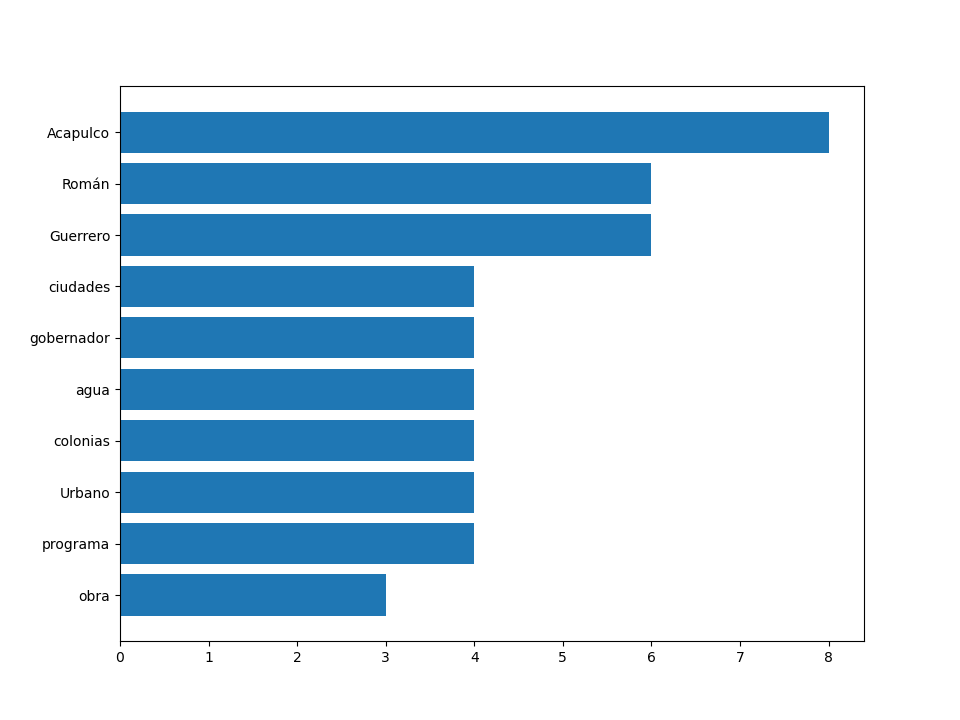 Acapulco
Román
Guerrero
ciudades
gobernador
agua
colonias
Urbano
programa
obra
0 1 2 3 4 5 6 7 8